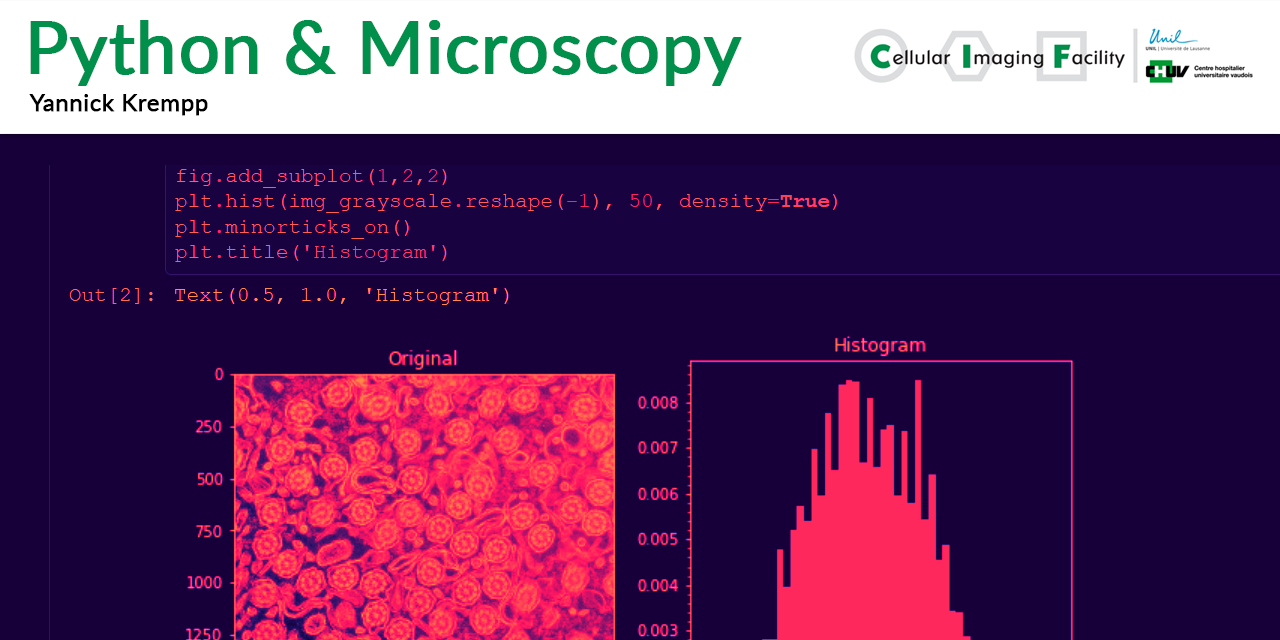 Python & Microscopy
Yannick Krempp
Cellular Imaging Facility
Unil
UNIL | Université de Lausanne
CHUV
Centre hospitalier
universitaire vaudois
fig.add_subplot(1,2,2)
plt.hist(img_grayscale.reshape(-1), 50, density=True)
plt.minorticks_on()
plt.title('Histogram')
Out[2]: Text(0.5, 1.0, 'Histogram')
Original
0
250
500
750
1000
1250
Histogram
0.008
0.007
0.006
0.005
0.004
0.003